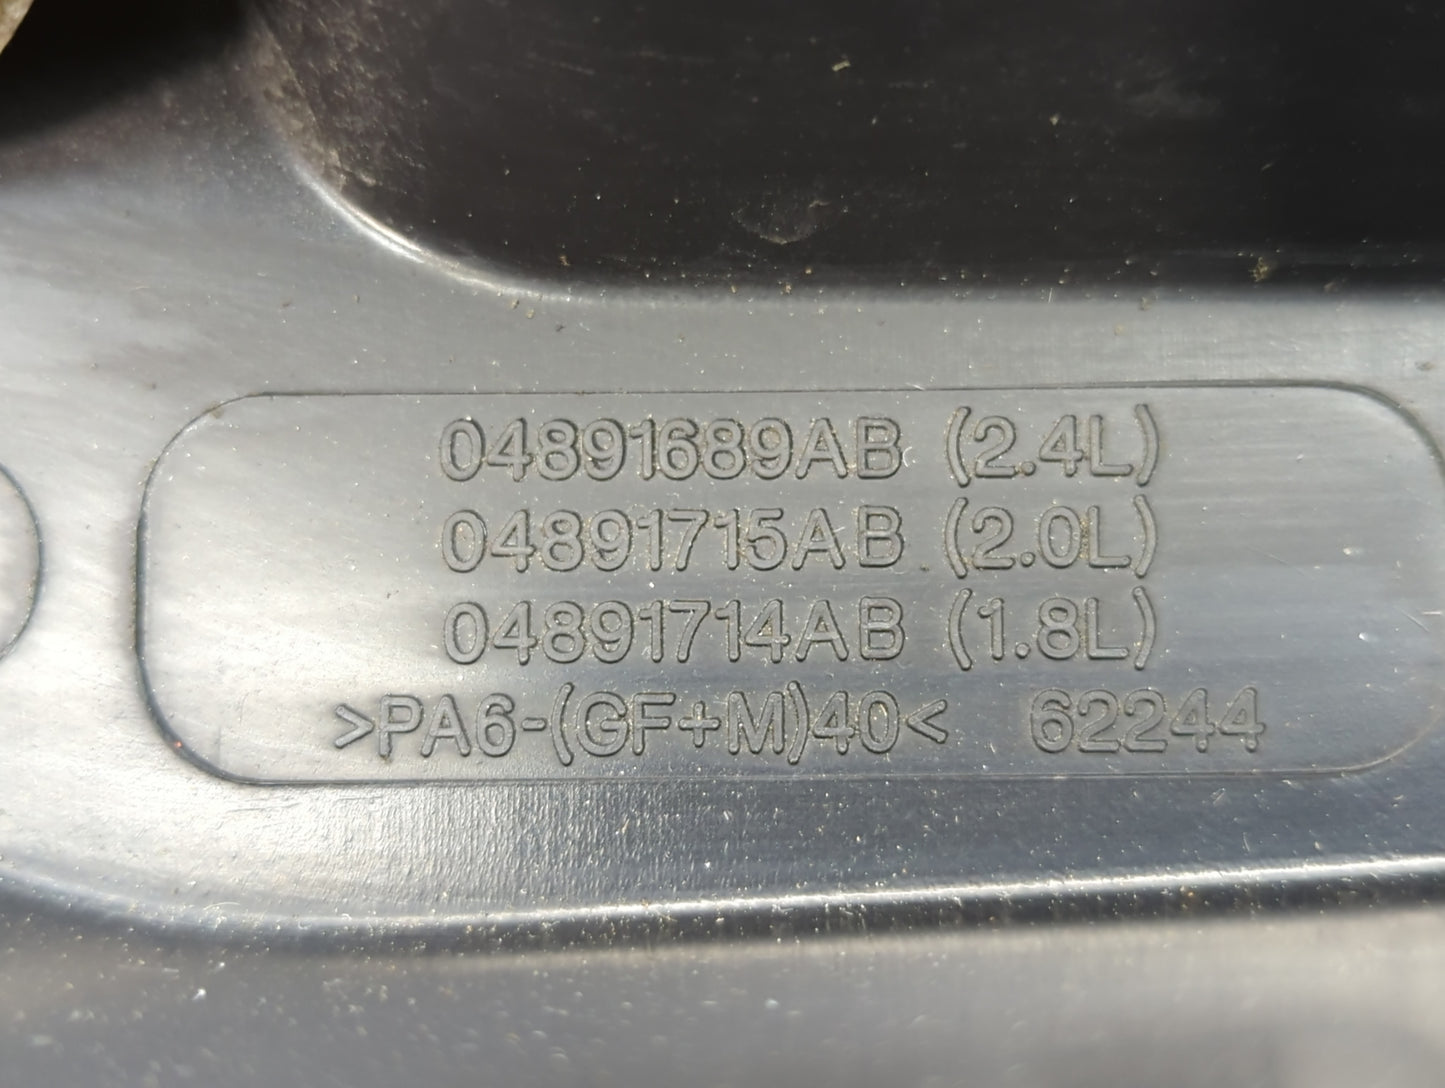 04891689AB (2.4L)
04891715AB (2.0L)
04891714AB (1.8L)
>PA6-(GF+M)40< 62244